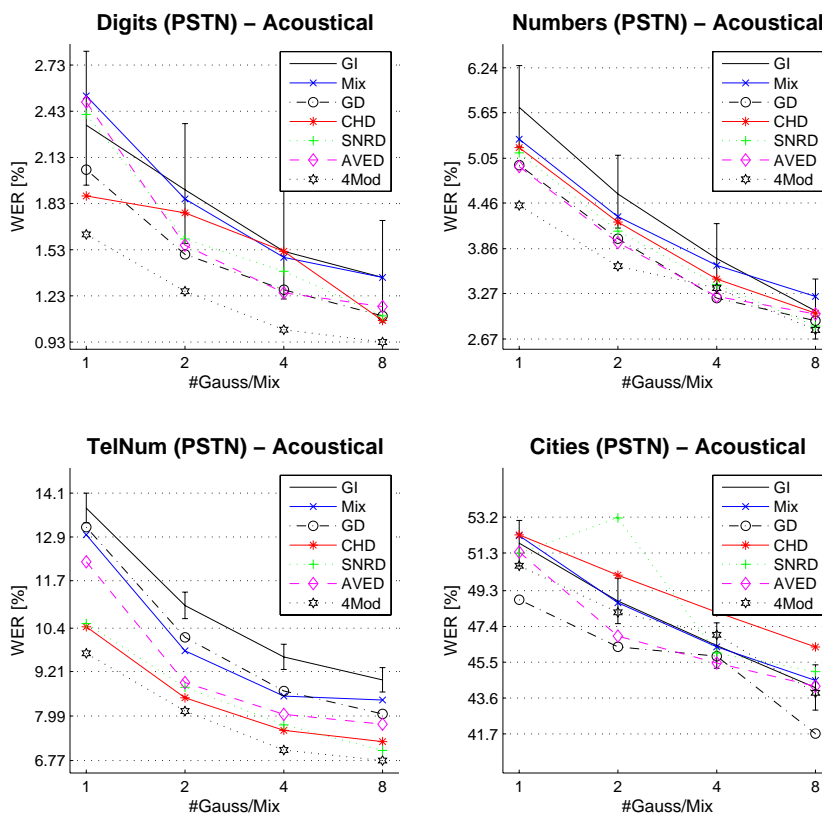 Digits (PSTN) – Acoustical
WER [%]
2.73
2.43
2.13
1.83
1.53
1.23
0.93
1 2 4 8
#Gauss/Mix
GI
Mix
GD
CHD
SNRD
AVED
4Mod
Numbers (PSTN) – Acoustical
WER [%]
6.24
5.65
5.05
4.46
3.86
3.27
2.67
1 2 4 8
#Gauss/Mix
GI
Mix
GD
CHD
SNRD
AVED
4Mod
TelNum (PSTN) – Acoustical
WER [%]
14.1
12.9
11.7
10.4
9.21
7.99
6.77
1 2 4 8
#Gauss/Mix
GI
Mix
GD
CHD
SNRD
AVED
4Mod
Cities (PSTN) – Acoustical
WER [%]
53.2
51.3
49.3
47.4
45.5
43.6
41.7
1 2 4 8
#Gauss/Mix
GI
Mix
GD
CHD
SNRD
AVED
4Mod